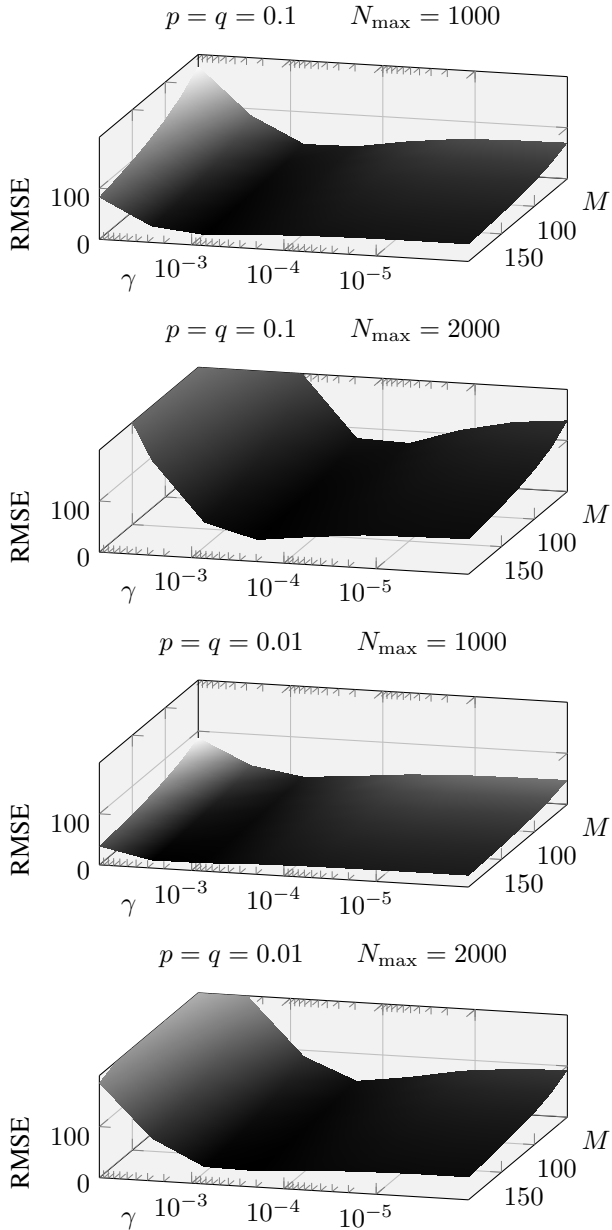 p = q = 0.1 N_max = 1000
RMSE
100
0
γ
10^−3
10^−4
10^−5
150
100
M
p = q = 0.1 N_max = 2000
RMSE
100
0
γ
10^−3
10^−4
10^−5
150
100
M
p = q = 0.01 N_max = 1000
RMSE
100
0
γ
10^−3
10^−4
10^−5
150
100
M
p = q = 0.01 N_max = 2000
RMSE
100
0
γ
10^−3
10^−4
10^−5
150
100
M